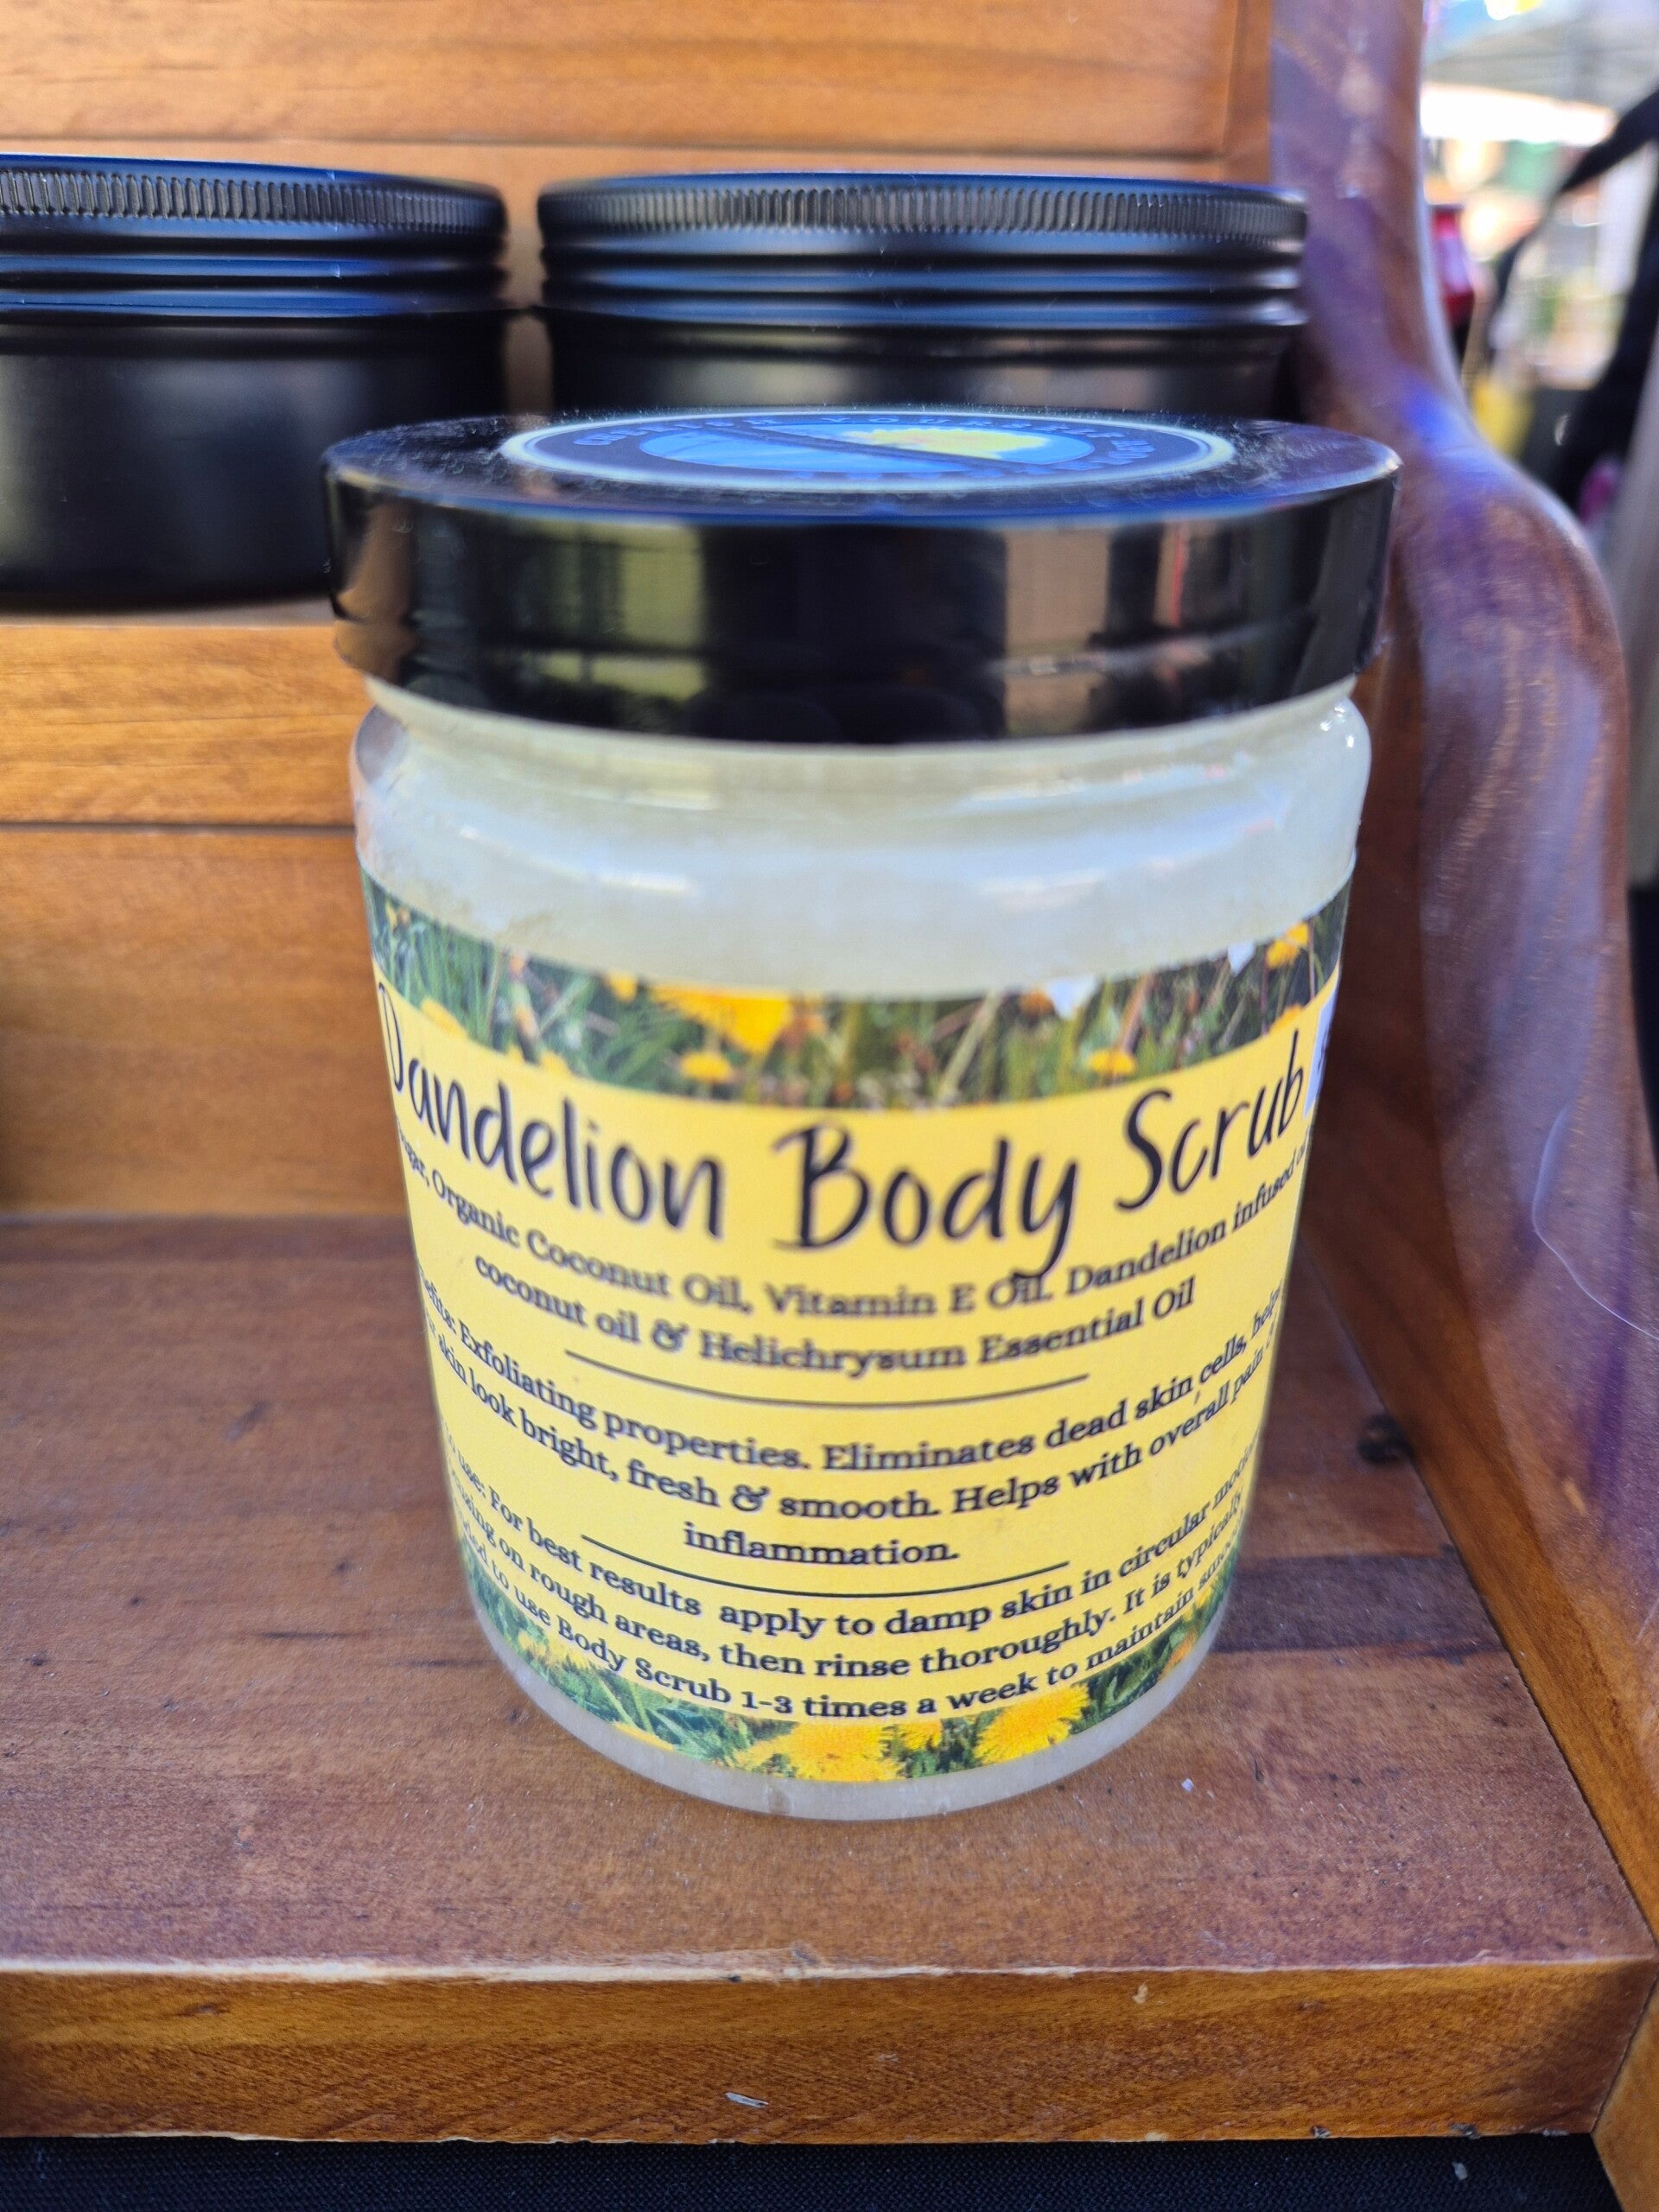 Dandelion Body Scrub
Organic Coconut Oil, Vitamin E Oil. Dandelion infused
coconut oil & Helichrysum Essential Oil
Exfoliating properties. Eliminates dead skin cells,
skin look bright, fresh & smooth. Helps with overall pain
inflammation.
use: For best results apply to damp skin in circular
on rough areas, then rinse thoroughly. It is typically
to use Body Scrub 1-3 times a week to maintain